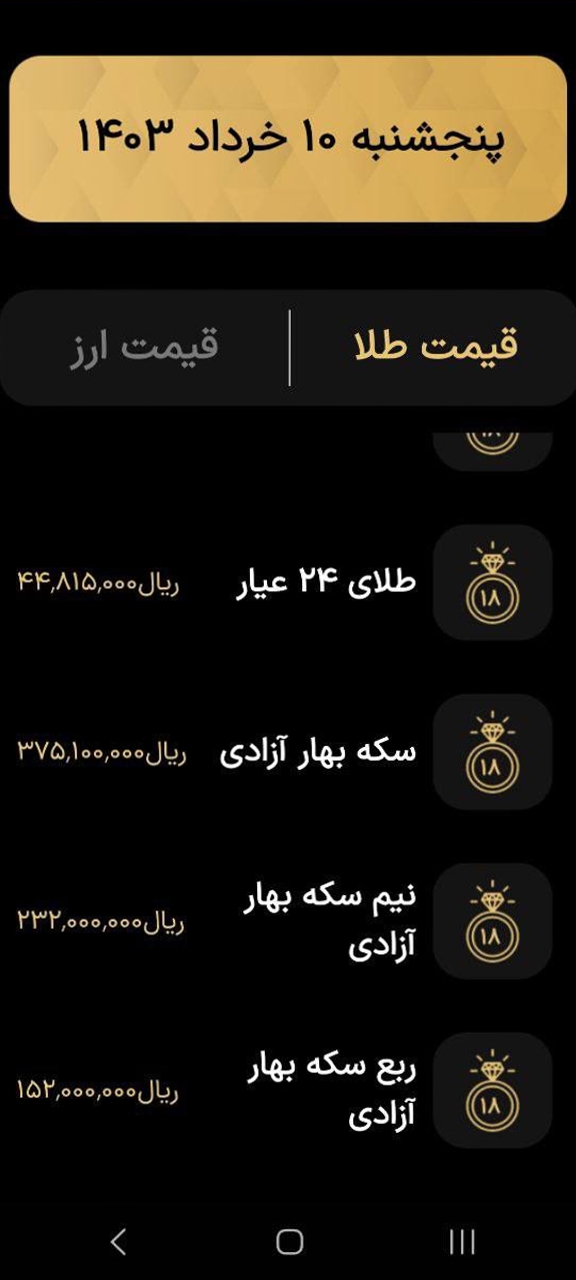 پنجشنبه ۱۰ خرداد ۱۴۰۳
قیمت طلا
قیمت ارز
۱۸
۱۸
طلای ۲۴ عیار
ریال۴۴,۸۱۵,۰۰۰
۱۸
سکه بهار آزادی
ریال۳۷۵,۱۰۰,۰۰۰
۱۸
نیم سکه بهار
آزادی
ریال۲۳۲,۰۰۰,۰۰۰
۱۸
ربع سکه بهار
آزادی
ریال۱۵۲,۰۰۰,۰۰۰